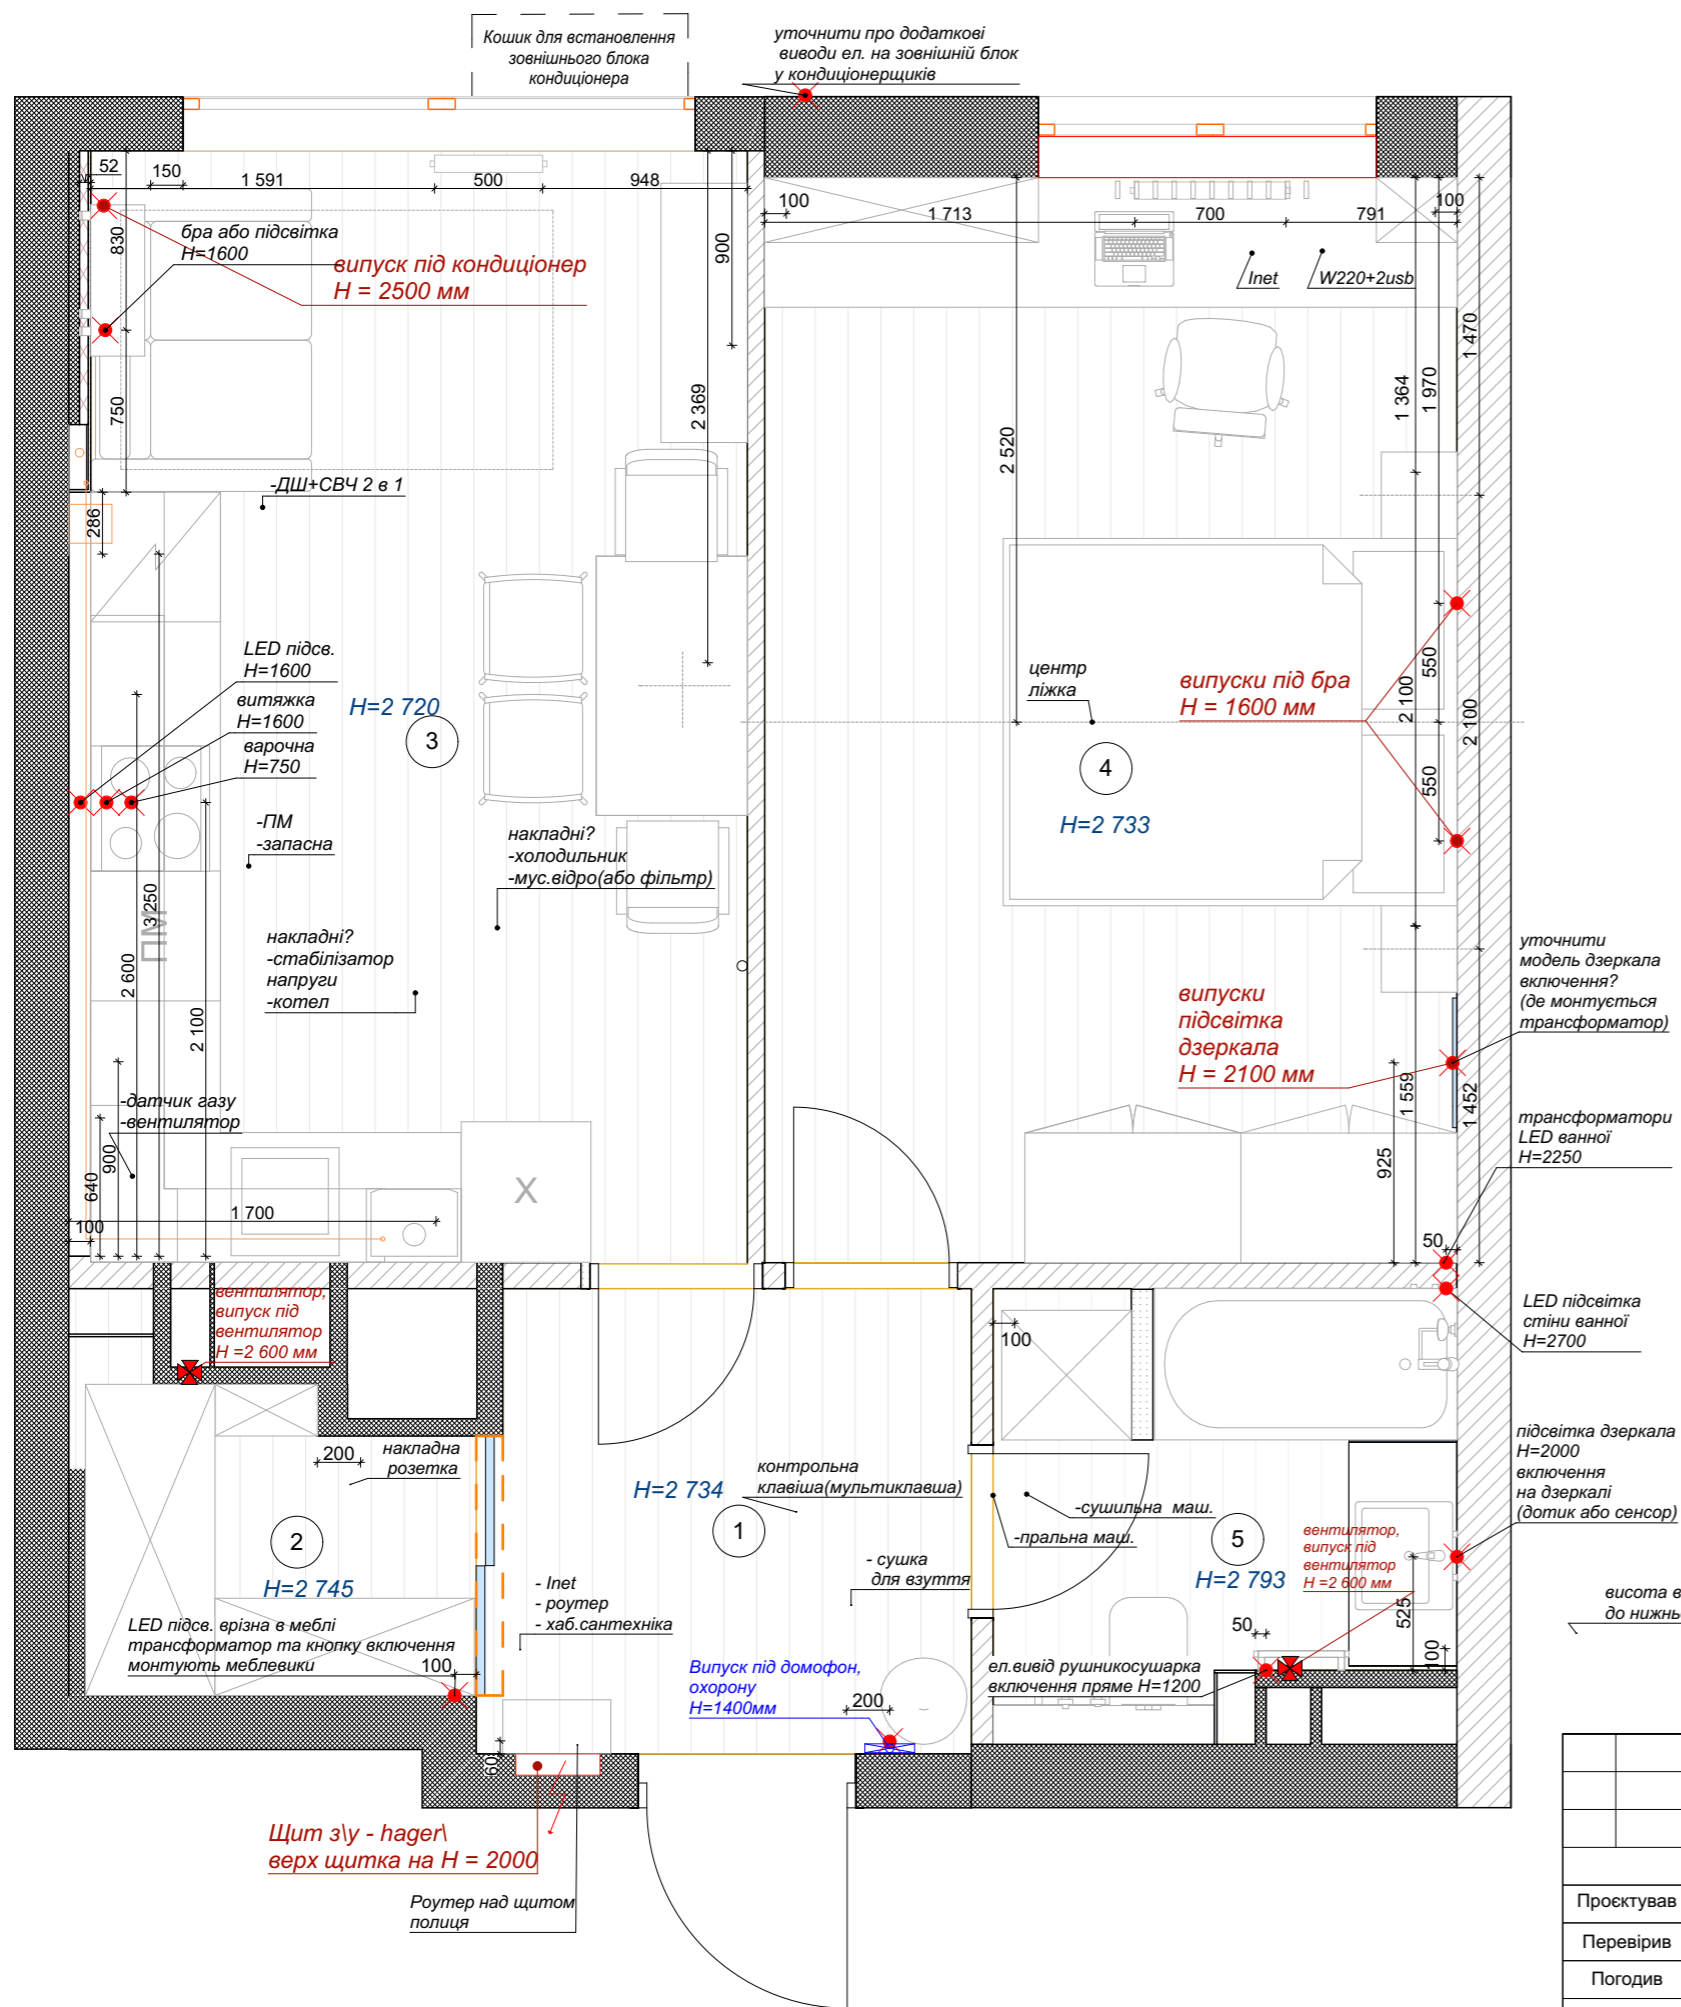 Кошик для встановлення
зовнішнього блока
кондиціонера
уточнити про додаткові
виводи ел. на зовнішній блок
у кондиціонерщиків
52
150
1 591
500
948
100
1 713
700
791
100
830
бра або підсвітка
H=1600
випуск під кондиціонер
H = 2500 мм
900
Inet
W220+2usb
1 470
750
2 369
2 520
1 364
1 970
-ДШ+СВЧ 2 в 1
286
LED підсв.
H=1600
витяжка
H=1600
варочна
H=750
H=2 720
3
центр
ліжка
випуски під бра
H = 1600 мм
550
2 100
2 100
550
4
H=2 733
-ПМ
-запасна
накладні?
-холодильник
-мус.відро(або фільтр)
3 250
ПМ
2 600
2 100
накладні?
-стабілізатор
напруги
-котел
уточнити
модель дзеркала
включення?
(де монтується
трансформатор)
випуски
підсвітка
дзеркала
H = 2100 мм
1 559
1 452
925
-датчик газу
-вентилятор
900
640
100
1 700
X
трансформатори
LED ванної
H=2250
50
вентилятор,
випуск під
вентилятор
H =2 600 мм
100
LED підсвітка
стіни ванної
H=2700
200
накладна
розетка
H=2 734
1
контрольна
клавіша(мультиклавша)
підсвітка дзеркала
H=2000
включення
на дзеркалі
(дотик або сенсор)
-сушильна маш.
-пральна маш.
2
H=2 745
5
H=2 793
вентилятор,
випуск під
вентилятор
H =2 600 мм
525
- сушка
для взуття
- Inet
- роутер
- хаб.сантехніка
LED підсв. врізна в меблі
трансформатор та кнопку включення
монтують меблевики
100
висота в
до нижнь
50
100
Випуск під домофон,
охорону
H=1400мм
200
ел.вивід рушникосушарка
включення пряме H=1200
60
Щит з\у - hager\
верх щитка на H = 2000
Роутер над щитом
полиця
Проєктував
Перевірив
Погодив